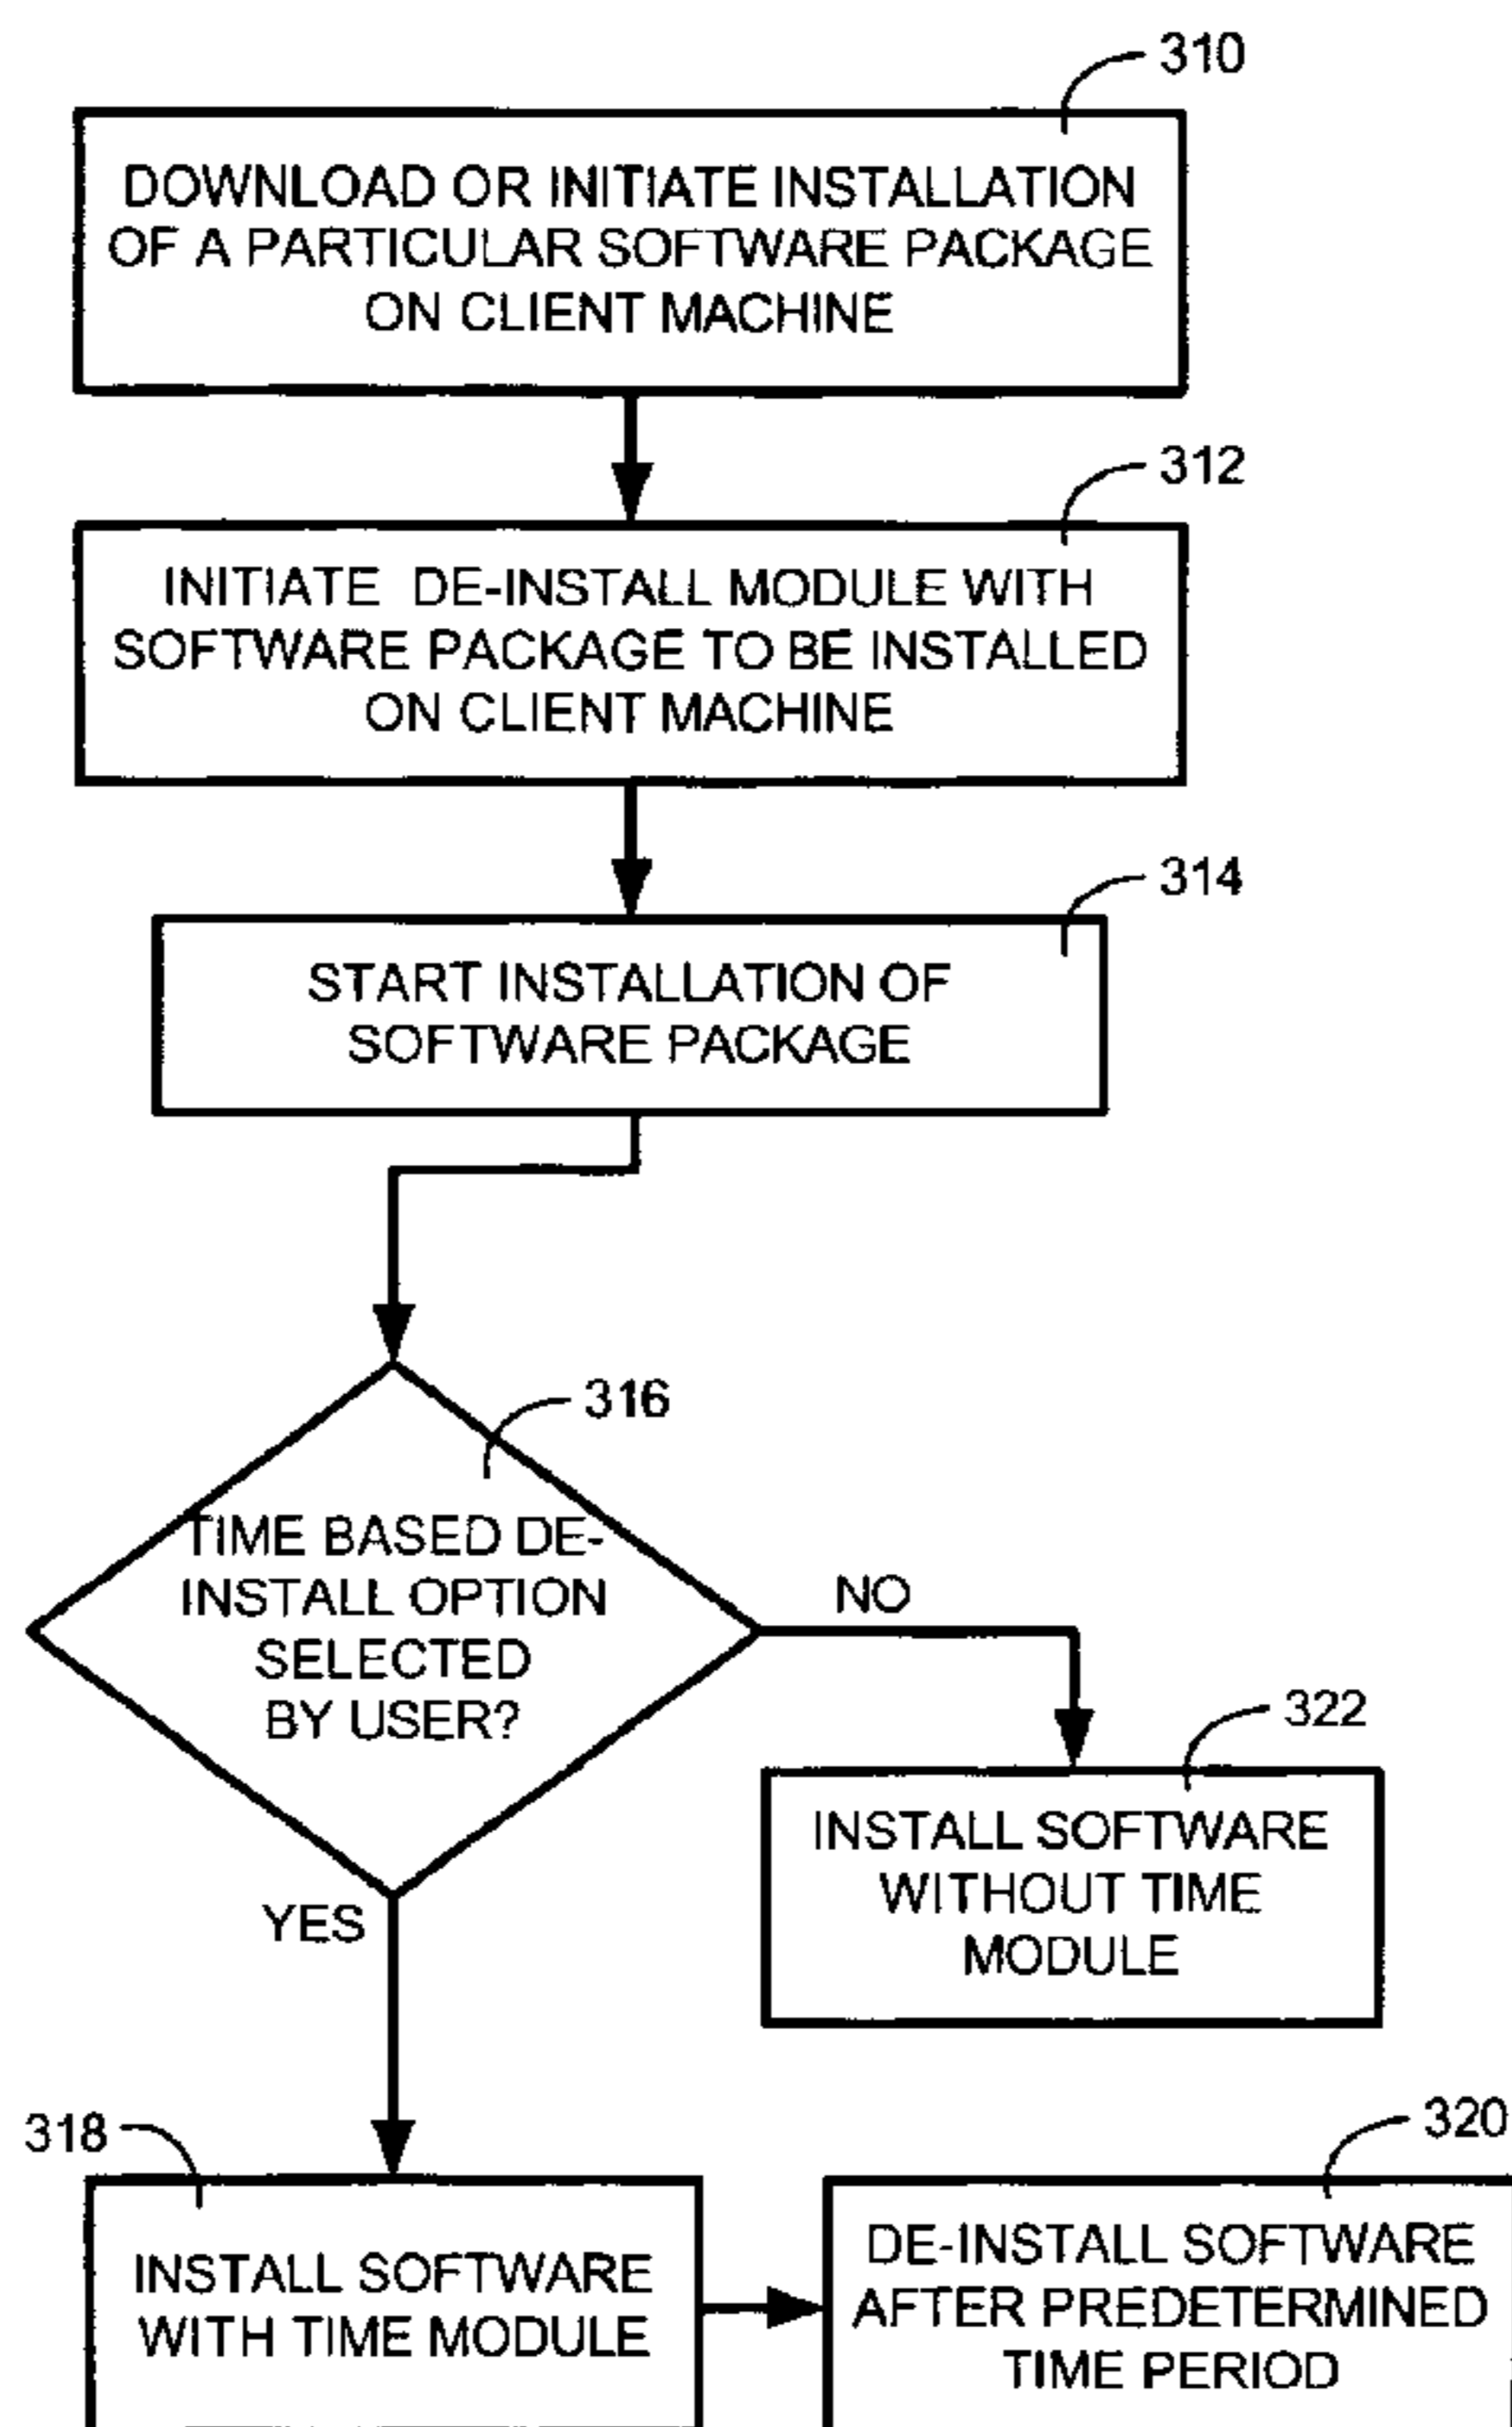 310
DOWNLOAD OR INITIATE INSTALLATION
OF A PARTICULAR SOFTWARE PACKAGE
ON CLIENT MACHINE
312
INITIATE DE-INSTALL MODULE WITH
SOFTWARE PACKAGE TO BE INSTALLED
ON CLIENT MACHINE
314
START INSTALLATION OF
SOFTWARE PACKAGE
316
TIME BASED DE-
INSTALL OPTION
SELECTED
BY USER?
NO
322
INSTALL SOFTWARE
WITHOUT TIME
MODULE
YES
318
INSTALL SOFTWARE
WITH TIME MODULE
320
DE-INSTALL SOFTWARE
AFTER PREDETERMINED
TIME PERIOD